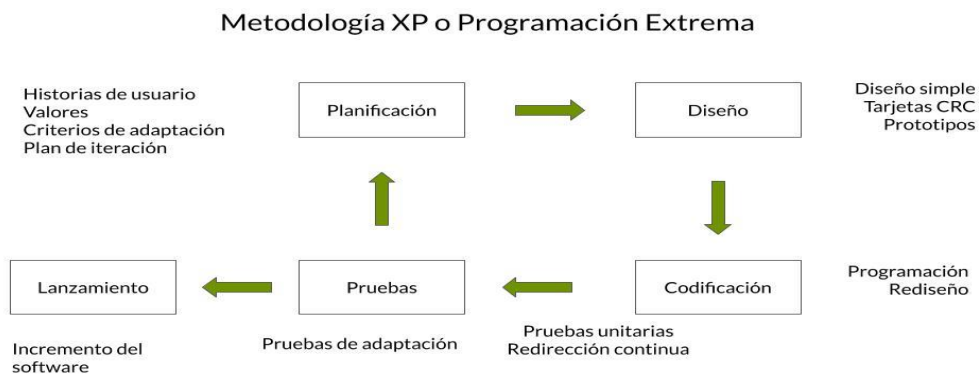 Metodología XP o Programación Extrema
Historias de usuario
Valores
Criterios de adaptación
Plan de iteración
Planificación
Diseño
Diseño simple
Tarjetas CRC
Prototipos
Lanzamiento
Pruebas
Codificación
Programación
Rediseño
Incremento del
software
Pruebas de adaptación
Pruebas unitarias
Redirección continua